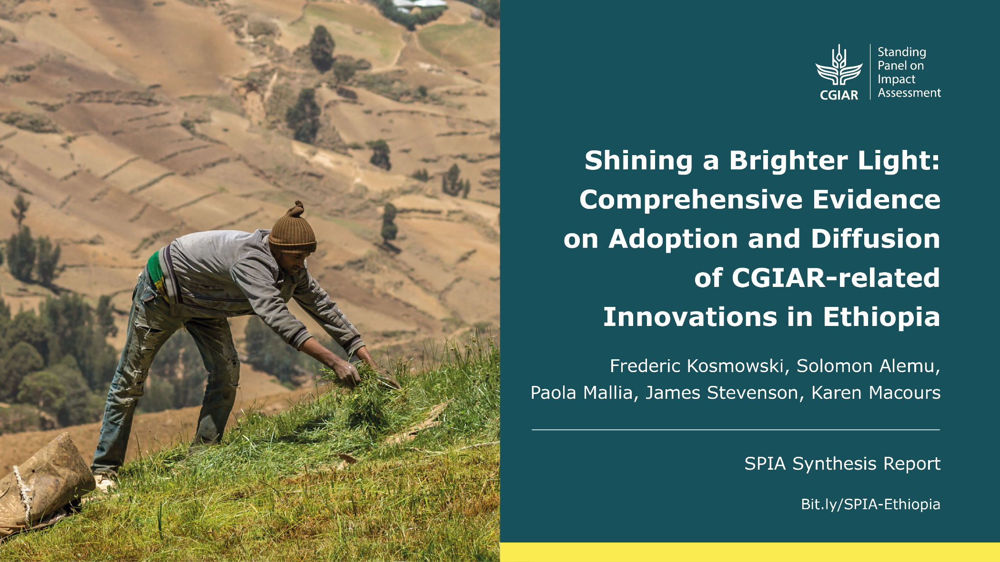 CGIAR
Standing
Panel on
Impact
Assessment
Shining a Brighter Light:
Comprehensive Evidence
on Adoption and Diffusion
of CGIAR-related
Innovations in Ethiopia
Frederic Kosmowski, Solomon Alemu,
Paola Mallia, James Stevenson, Karen Macours
SPIA Synthesis Report
Bit.ly/SPIA-Ethiopia